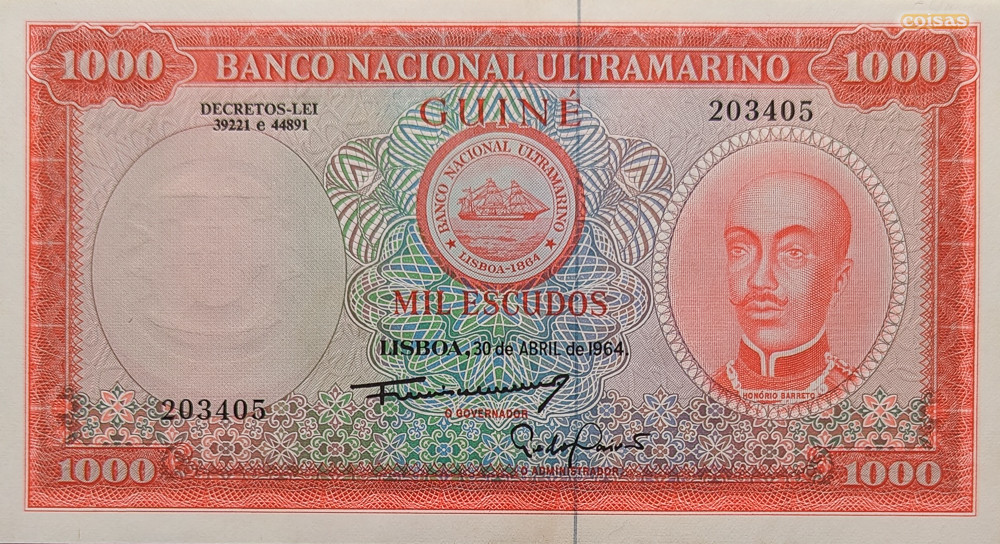 coisas
1000 BANCO NACIONAL ULTRAMARINO 1000
DECRETOS-LEI
39221 e 44891
GUINÉ
203405
BANCO NACIONAL ULTRAMARINO
LISBOA-1864
MIL ESCUDOS
LISBOA, 30 de ABRIL de 1964.
HONÓRIO BARRETO
203405
O GOVERNADOR
O ADMINISTRADOR
1000
1000